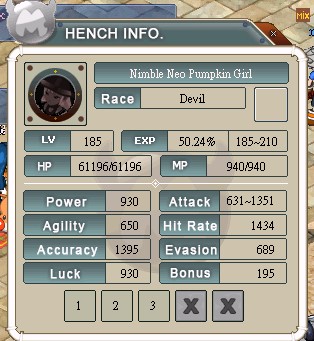 MiX
HENCH INFO.
Nimble Neo Pumpkin Girl
Race Devil
LV 185 EXP 50.24% 185~210
HP 61196/61196 MP 940/940
Power 930 Attack 631~1351
Agility 650 Hit Rate 1434
Accuracy 1395 Evasion 689
Luck 930 Bonus 195
1 2 3 X X